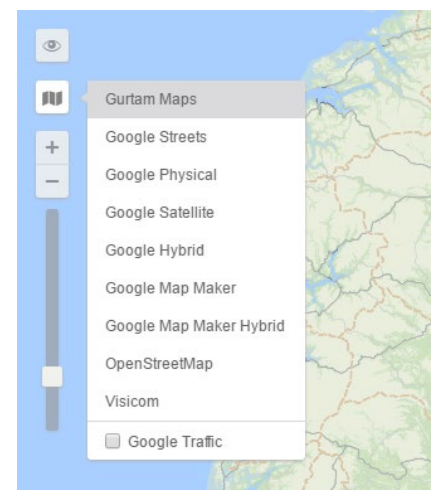 Gurtam Maps
Google Streets
Google Physical
Google Satellite
Google Hybrid
Google Map Maker
Google Map Maker Hybrid
OpenStreetMap
Visicom
Google Traffic